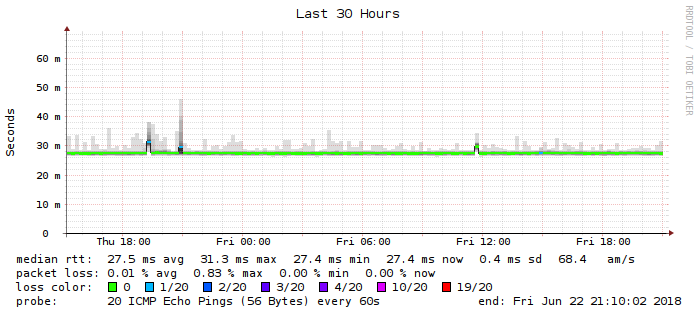 Last 30 Hours
RRDTOOL / TOBI OETIKER
Seconds
60 m
50 m
40 m
30 m
20 m
10 m
0
Thu 18:00 Fri 00:00 Fri 06:00 Fri 12:00 Fri 18:00
median rtt: 27.5 ms avg 31.3 ms max 27.4 ms min 27.4 ms now 0.4 ms sd 68.4 am/s
packet loss: 0.01 % avg 0.83 % max 0.00 % min 0.00 % now
loss color: 0 1/20 2/20 3/20 4/20 10/20 19/20
probe: 20 ICMP Echo Pings (56 Bytes) every 60s end: Fri Jun 22 21:10:02 2018